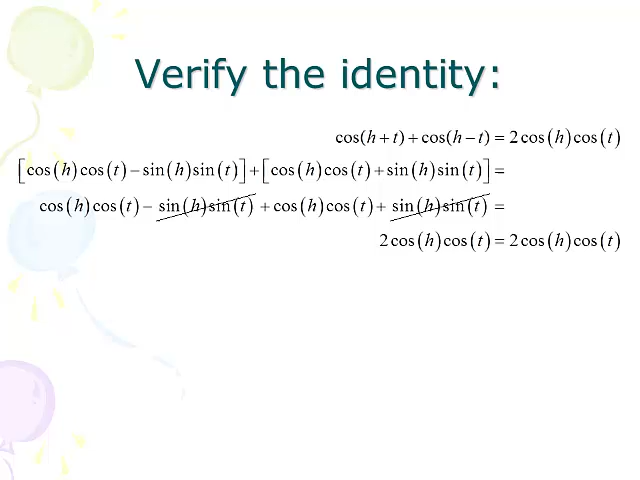 Verify the identity:
cos(h + t) + cos(h − t) = 2cos(h)cos(t)
[cos(h)cos(t) − sin(h)sin(t)] + [cos(h)cos(t) + sin(h)sin(t)] =
cos(h)cos(t) − sin(h)sin(t) + cos(h)cos(t) + sin(h)sin(t) =
2cos(h)cos(t) = 2cos(h)cos(t)